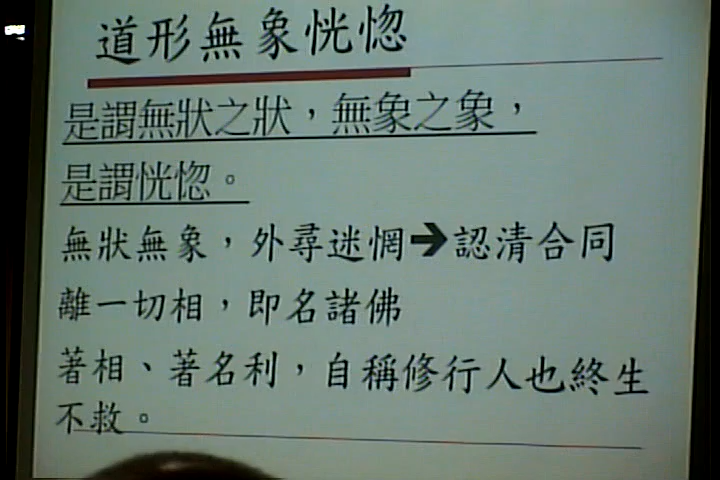 道形無象恍惚
是謂無狀之狀，無象之象，
是謂恍惚。
無狀無象，外尋迷惘➔認清合同
離一切相，即名諸佛
著相、著名利，自稱修行人也終生
不救。